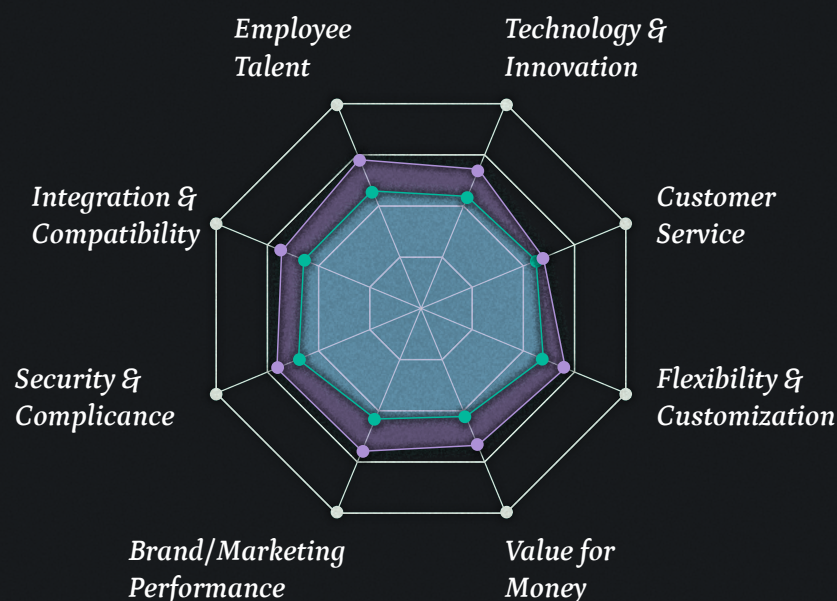 Employee
Talent
Technology &
Innovation
Integration &
Compatibility
Customer
Service
Security &
Complicance
Flexibility &
Customization
Brand/Marketing
Performance
Value for
Money